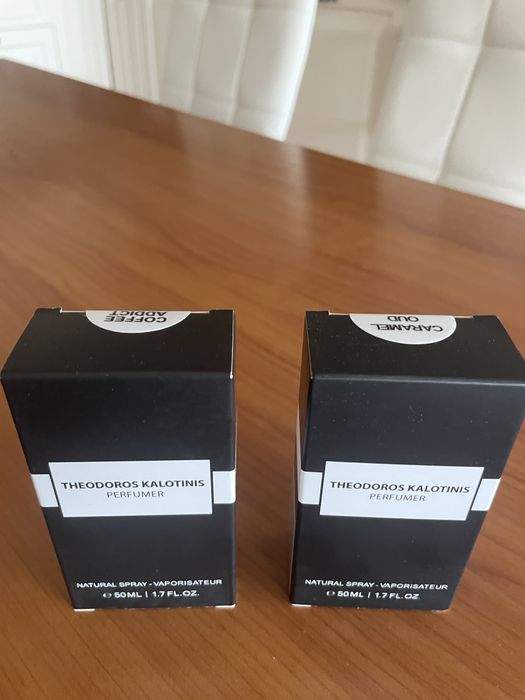 COFFEE
ADDICT
THEODOROS KALOTINIS
PERFUMER
NATURAL SPRAY - VAPORISATEUR
℮ 50ML | 1.7 FL.OZ.
CARAMEL
OUD
THEODOROS KALOTINIS
PERFUMER
NATURAL SPRAY - VAPORISATEUR
℮ 50ML | 1.7 FL.OZ